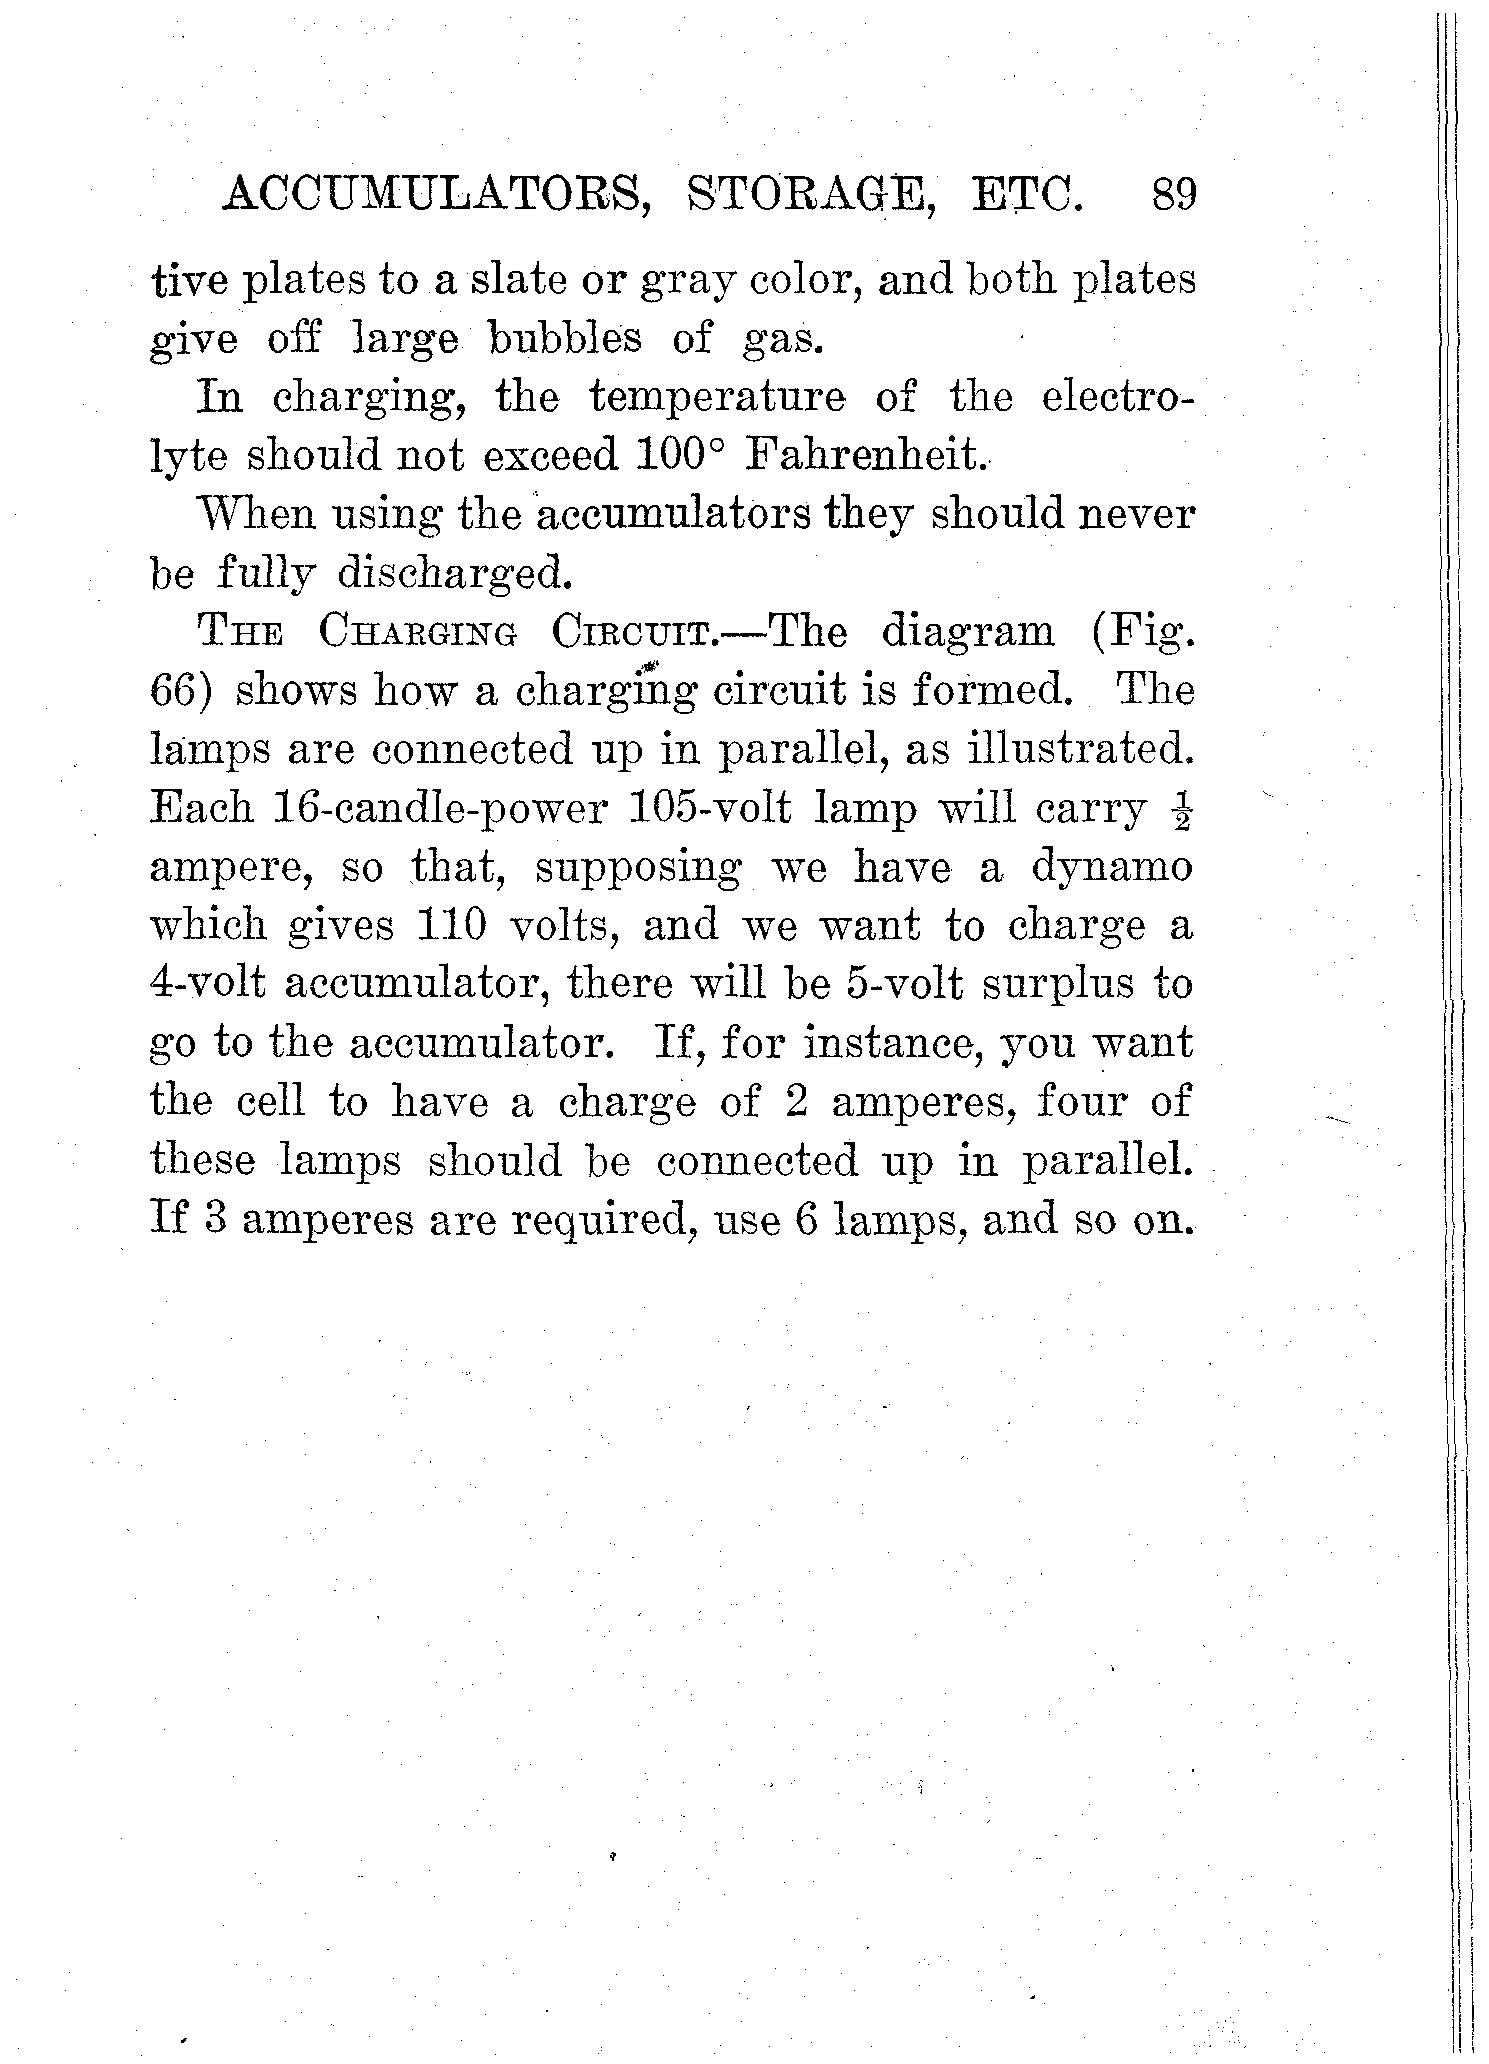 ACCUMULATORS, STORAGE, ETC. 89
tive plates to a slate or gray color, and both plates
give off large bubbles of gas.
In charging, the temperature of the electro-
lyte should not exceed 100° Fahrenheit.
When using the accumulators they should never
be fully discharged.
THE CHARGING CIRCUIT.—The diagram (Fig.
66) shows how a charging circuit is formed. The
lamps are connected up in parallel, as illustrated.
Each 16-candle-power 105-volt lamp will carry ½
ampere, so that, supposing we have a dynamo
which gives 110 volts, and we want to charge a
4-volt accumulator, there will be 5-volt surplus to
go to the accumulator. If, for instance, you want
the cell to have a charge of 2 amperes, four of
these lamps should be connected up in parallel.
If 3 amperes are required, use 6 lamps, and so on.